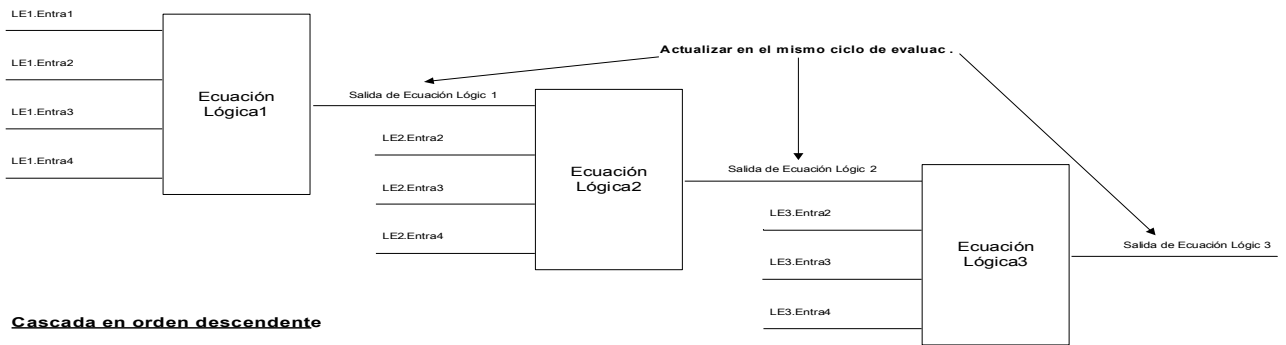 LE1.Entra1
LE1.Entra2
LE1.Entra3
LE1.Entra4
Ecuación
Lógica1
Actualizar en el mismo ciclo de evaluac .
Salida de Ecuación Lógic 1
LE2.Entra2
LE2.Entra3
LE2.Entra4
Ecuación
Lógica2
Salida de Ecuación Lógic 2
LE3.Entra2
LE3.Entra3
LE3.Entra4
Ecuación
Lógica3
Salida de Ecuación Lógic 3
Cascada en orden descendente